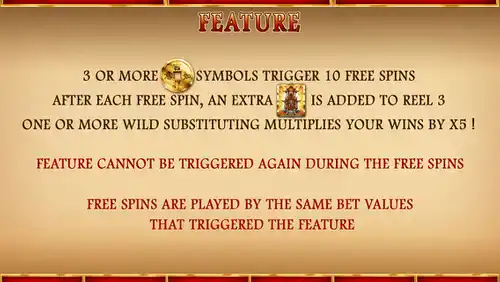 FEATURE
3 OR MORE SYMBOLS TRIGGER 10 FREE SPINS
AFTER EACH FREE SPIN, AN EXTRA IS ADDED TO REEL 3
ONE OR MORE WILD SUBSTITUTING MULTIPLIES YOUR WINS BY X5 !
FEATURE CANNOT BE TRIGGERED AGAIN DURING THE FREE SPINS
FREE SPINS ARE PLAYED BY THE SAME BET VALUES
THAT TRIGGERED THE FEATURE